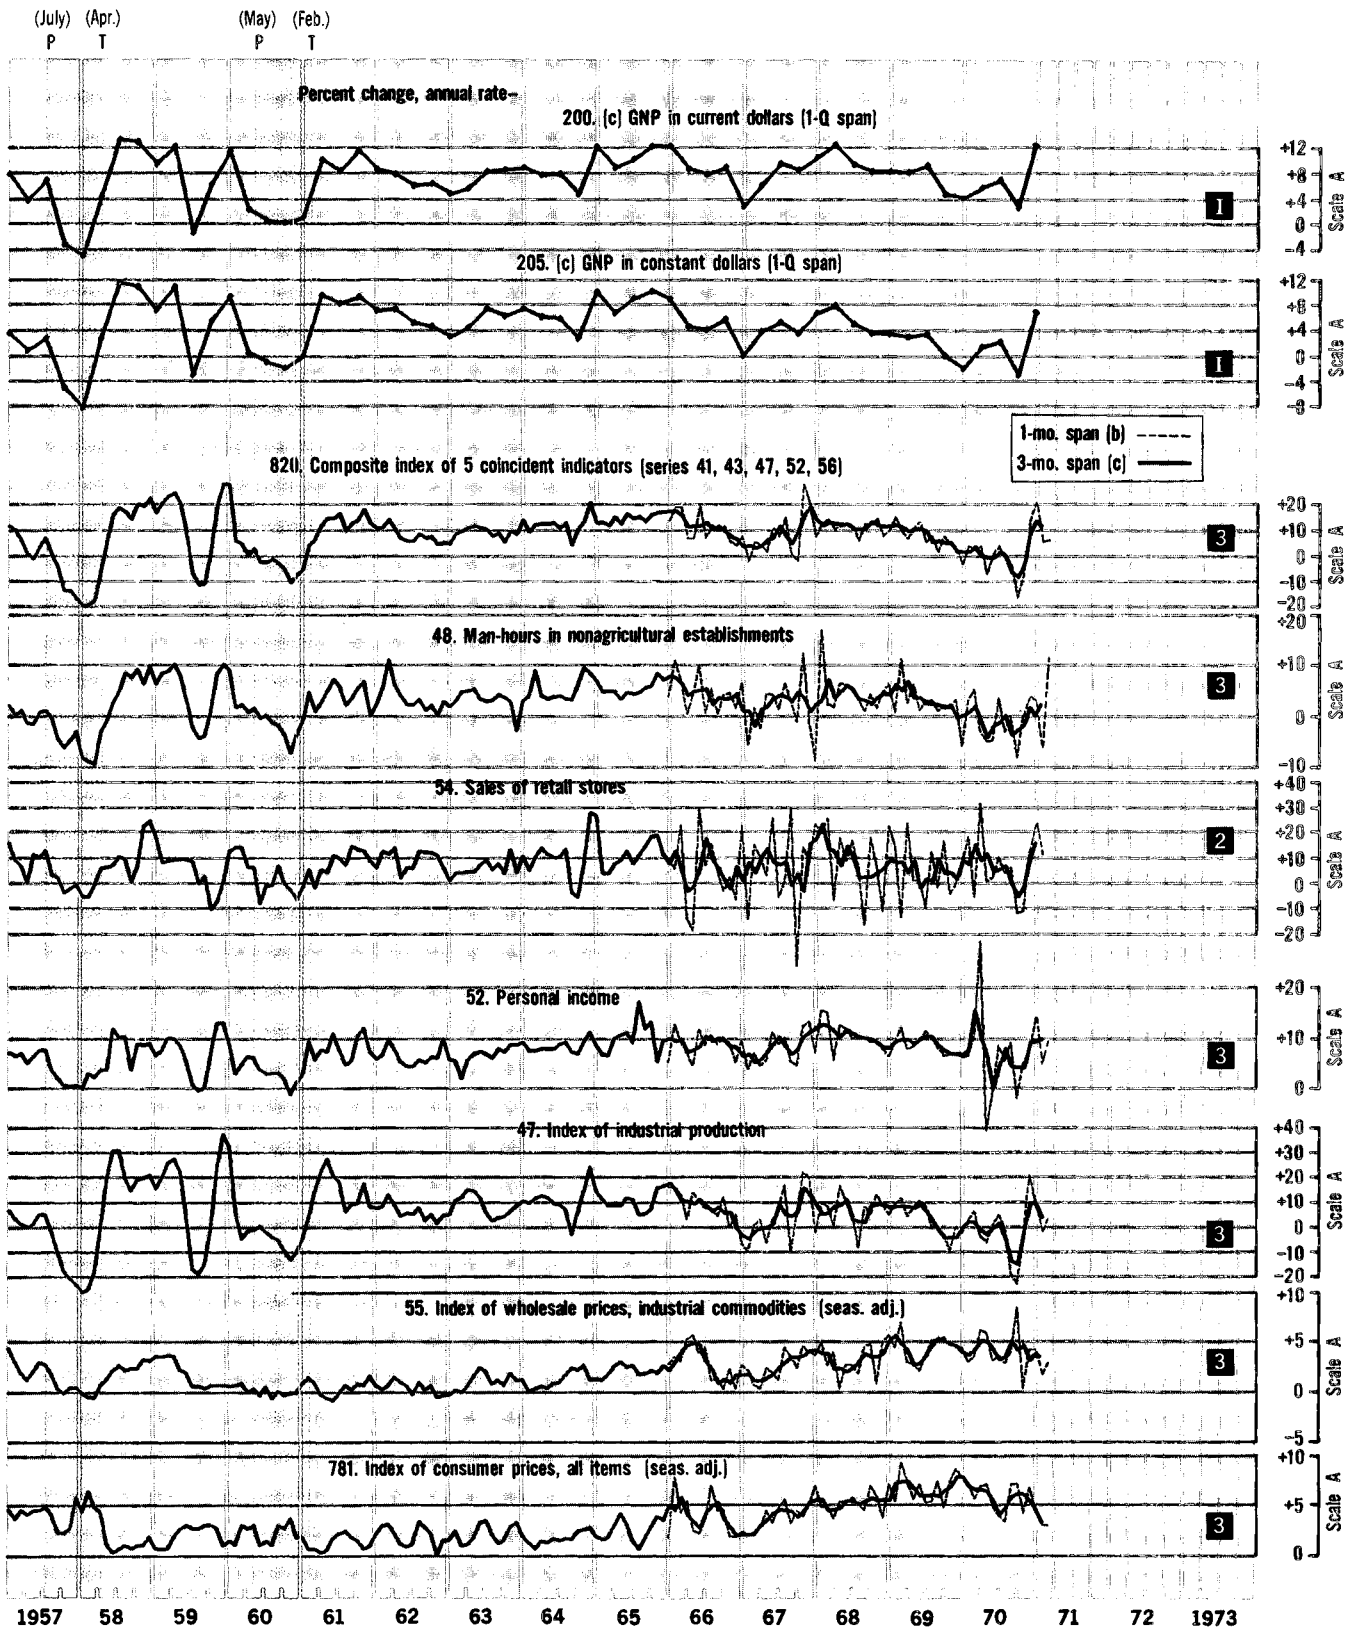 (July) (Apr.) (May) (Feb.)
P T P T
Percent change, annual rate–
200. (c) GNP in current dollars (1-Q span)
+12
+8
+4
0
−4
Scale A
1
205. (c) GNP in constant dollars (1-Q span)
+12
+8
+4
0
−4
−8
Scale A
1
1-mo. span (b)
3-mo. span (c)
820. Composite index of 5 coincident indicators (series 41, 43, 47, 52, 56)
+20
+10
0
−10
−20
Scale A
3
48. Man-hours in nonagricultural establishments
+20
+10
0
−10
Scale A
3
54. Sales of retail stores
+40
+30
+20
+10
0
−10
−20
Scale A
2
52. Personal income
+20
+10
0
Scale A
3
47. Index of industrial production
+40
+30
+20
+10
0
−10
−20
Scale A
3
55. Index of wholesale prices, industrial commodities (seas. adj.)
+10
+5
0
−5
Scale A
3
781. Index of consumer prices, all items (seas. adj.)
+10
+5
0
Scale A
3
1957 58 59 60 61 62 63 64 65 66 67 68 69 70 71 72 1973